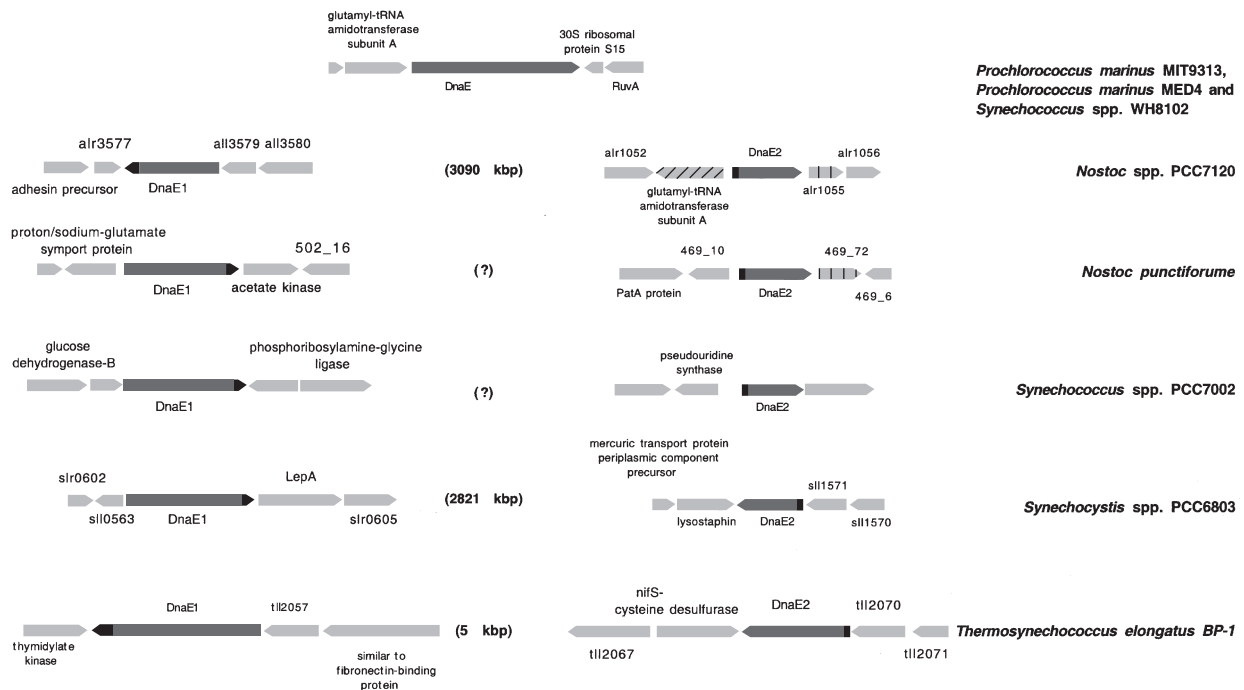 glutamyl-tRNA
amidotransferase
subunit A
30S ribosomal
protein S15
DnaE
RuvA
Prochlorococcus marinus MIT9313,
Prochlorococcus marinus MED4 and
Synechococcus spp. WH8102
alr3577
all3579
all3580
adhesin precursor
DnaE1
(3090 kbp)
alr1052
DnaE2
alr1056
alr1055
glutamyl-tRNA
amidotransferase
subunit A
Nostoc spp. PCC7120
proton/sodium-glutamate
symport protein
502_16
DnaE1
acetate kinase
(?)
469_10
469_72
PatA protein
DnaE2
469_6
Nostoc punctiforume
glucose
dehydrogenase-B
phosphoribosylamine-glycine
ligase
DnaE1
(?)
pseudouridine
synthase
DnaE2
Synechococcus spp. PCC7002
slr0602
LepA
sll0563
DnaE1
slr0605
(2821 kbp)
mercuric transport protein
periplasmic component
precursor
sll1571
lysostaphin
DnaE2
sll1570
Synechocystis spp. PCC6803
DnaE1
tll2057
thymidylate
kinase
similar to
fibronectin-binding
protein
(5 kbp)
nifS-
cysteine desulfurase
DnaE2
tll2070
tll2067
tll2071
Thermosynechococcus elongatus BP-1